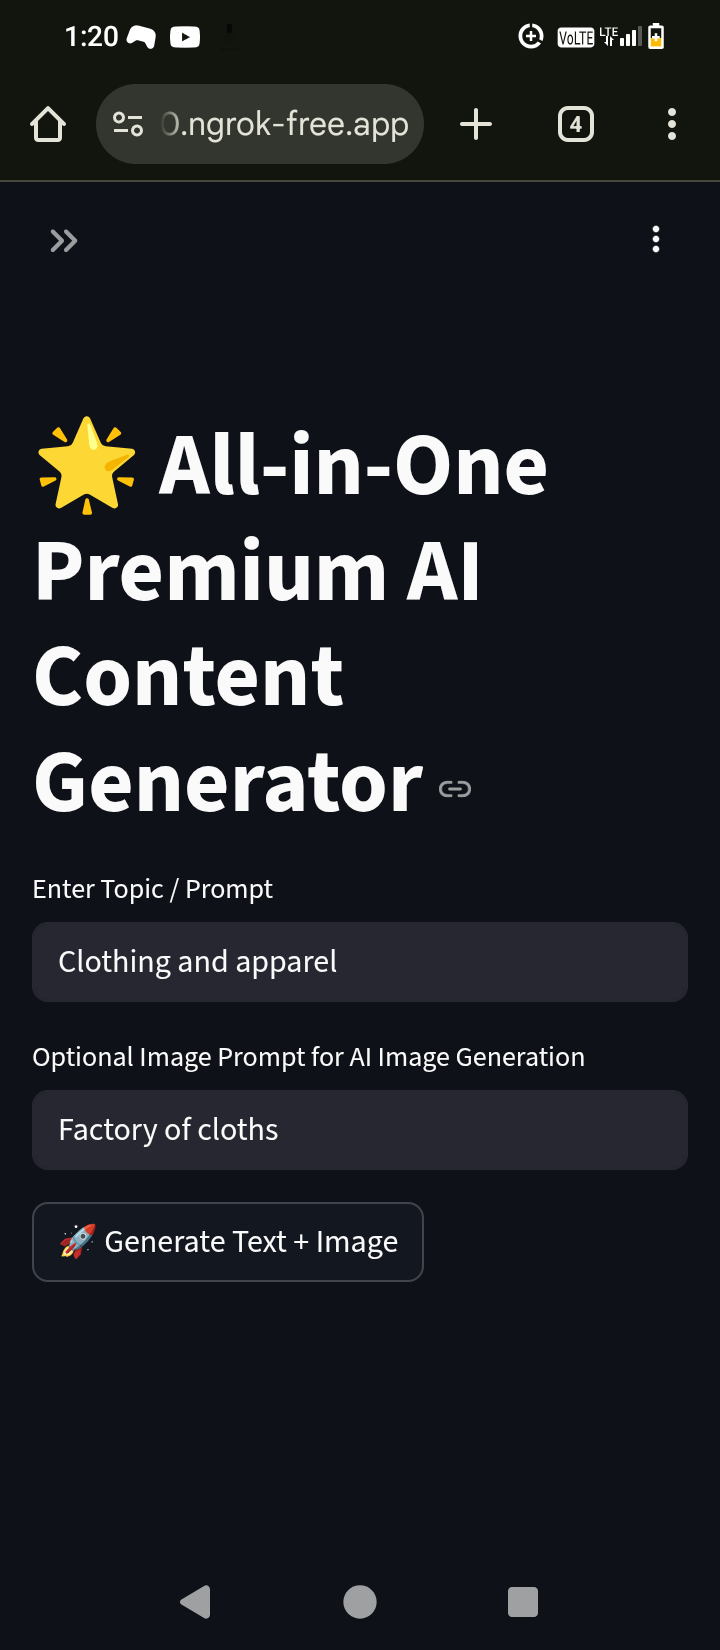 1:20
VoLTE LTE
0.ngrok-free.app
4
All-in-One
Premium AI
Content
Generator
Enter Topic / Prompt
Clothing and apparel
Optional Image Prompt for AI Image Generation
Factory of cloths
🚀 Generate Text + Image